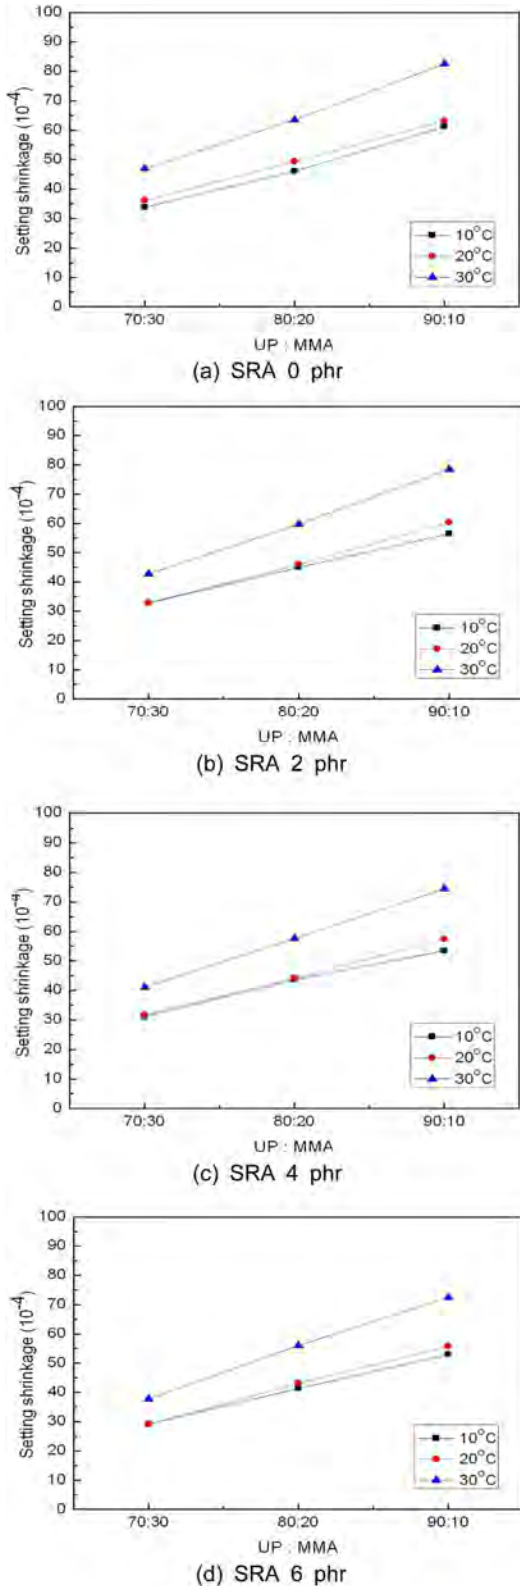 100
90
80
70
60
50
40
30
20
10
0
Setting shrinkage (10⁻⁴)
10°C
20°C
30°C
70:30 80:20 90:10
UP : MMA
(a) SRA 0 phr
100
90
80
70
60
50
40
30
20
10
0
Setting shrinkage (10⁻⁴)
10°C
20°C
30°C
70:30 80:20 90:10
UP : MMA
(b) SRA 2 phr
100
90
80
70
60
50
40
30
20
10
0
Setting shrinkage (10⁻⁴)
10°C
20°C
30°C
70:30 80:20 90:10
UP : MMA
(c) SRA 4 phr
100
90
80
70
60
50
40
30
20
10
0
Setting shrinkage (10⁻⁴)
10°C
20°C
30°C
70:30 80:20 90:10
UP : MMA
(d) SRA 6 phr